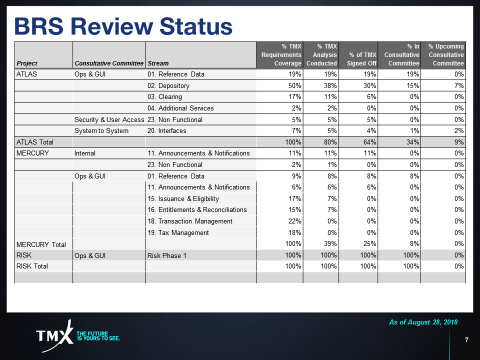 BRS Review Status
Project Consultative Committee Stream % TMX Requirements Coverage % TMX Analysis Conducted % of TMX Signed Off % In Consultative Committee % Upcoming Consultative Committee
ATLAS Ops & GUI 01. Reference Data 19% 19% 19% 19% 0%
02. Depository 50% 38% 30% 15% 7%
03. Clearing 17% 11% 6% 0% 0%
04. Additional Services 2% 2% 0% 0% 0%
Security & User Access 23. Non Functional 5% 5% 5% 0% 0%
System to System 20. Interfaces 7% 5% 4% 1% 2%
ATLAS Total 100% 80% 64% 34% 9%
MERCURY Internal 11. Announcements & Notifications 11% 11% 11% 0% 0%
23. Non Functional 2% 1% 0% 0% 0%
Ops & GUI 01. Reference Data 9% 8% 8% 8% 0%
11. Announcements & Notifications 6% 6% 6% 0% 0%
15. Issuance & Eligibility 17% 7% 0% 0% 0%
16. Entitlements & Reconciliations 15% 7% 0% 0% 0%
18. Transaction Management 22% 0% 0% 0% 0%
19. Tax Management 18% 0% 0% 0% 0%
MERCURY Total 100% 39% 25% 8% 0%
RISK Ops & GUI Risk Phase 1 100% 100% 100% 100% 0%
RISK Total 100% 100% 100% 100% 0%
As of August 28, 2018
TMX THE FUTURE IS YOURS TO SEE.
7